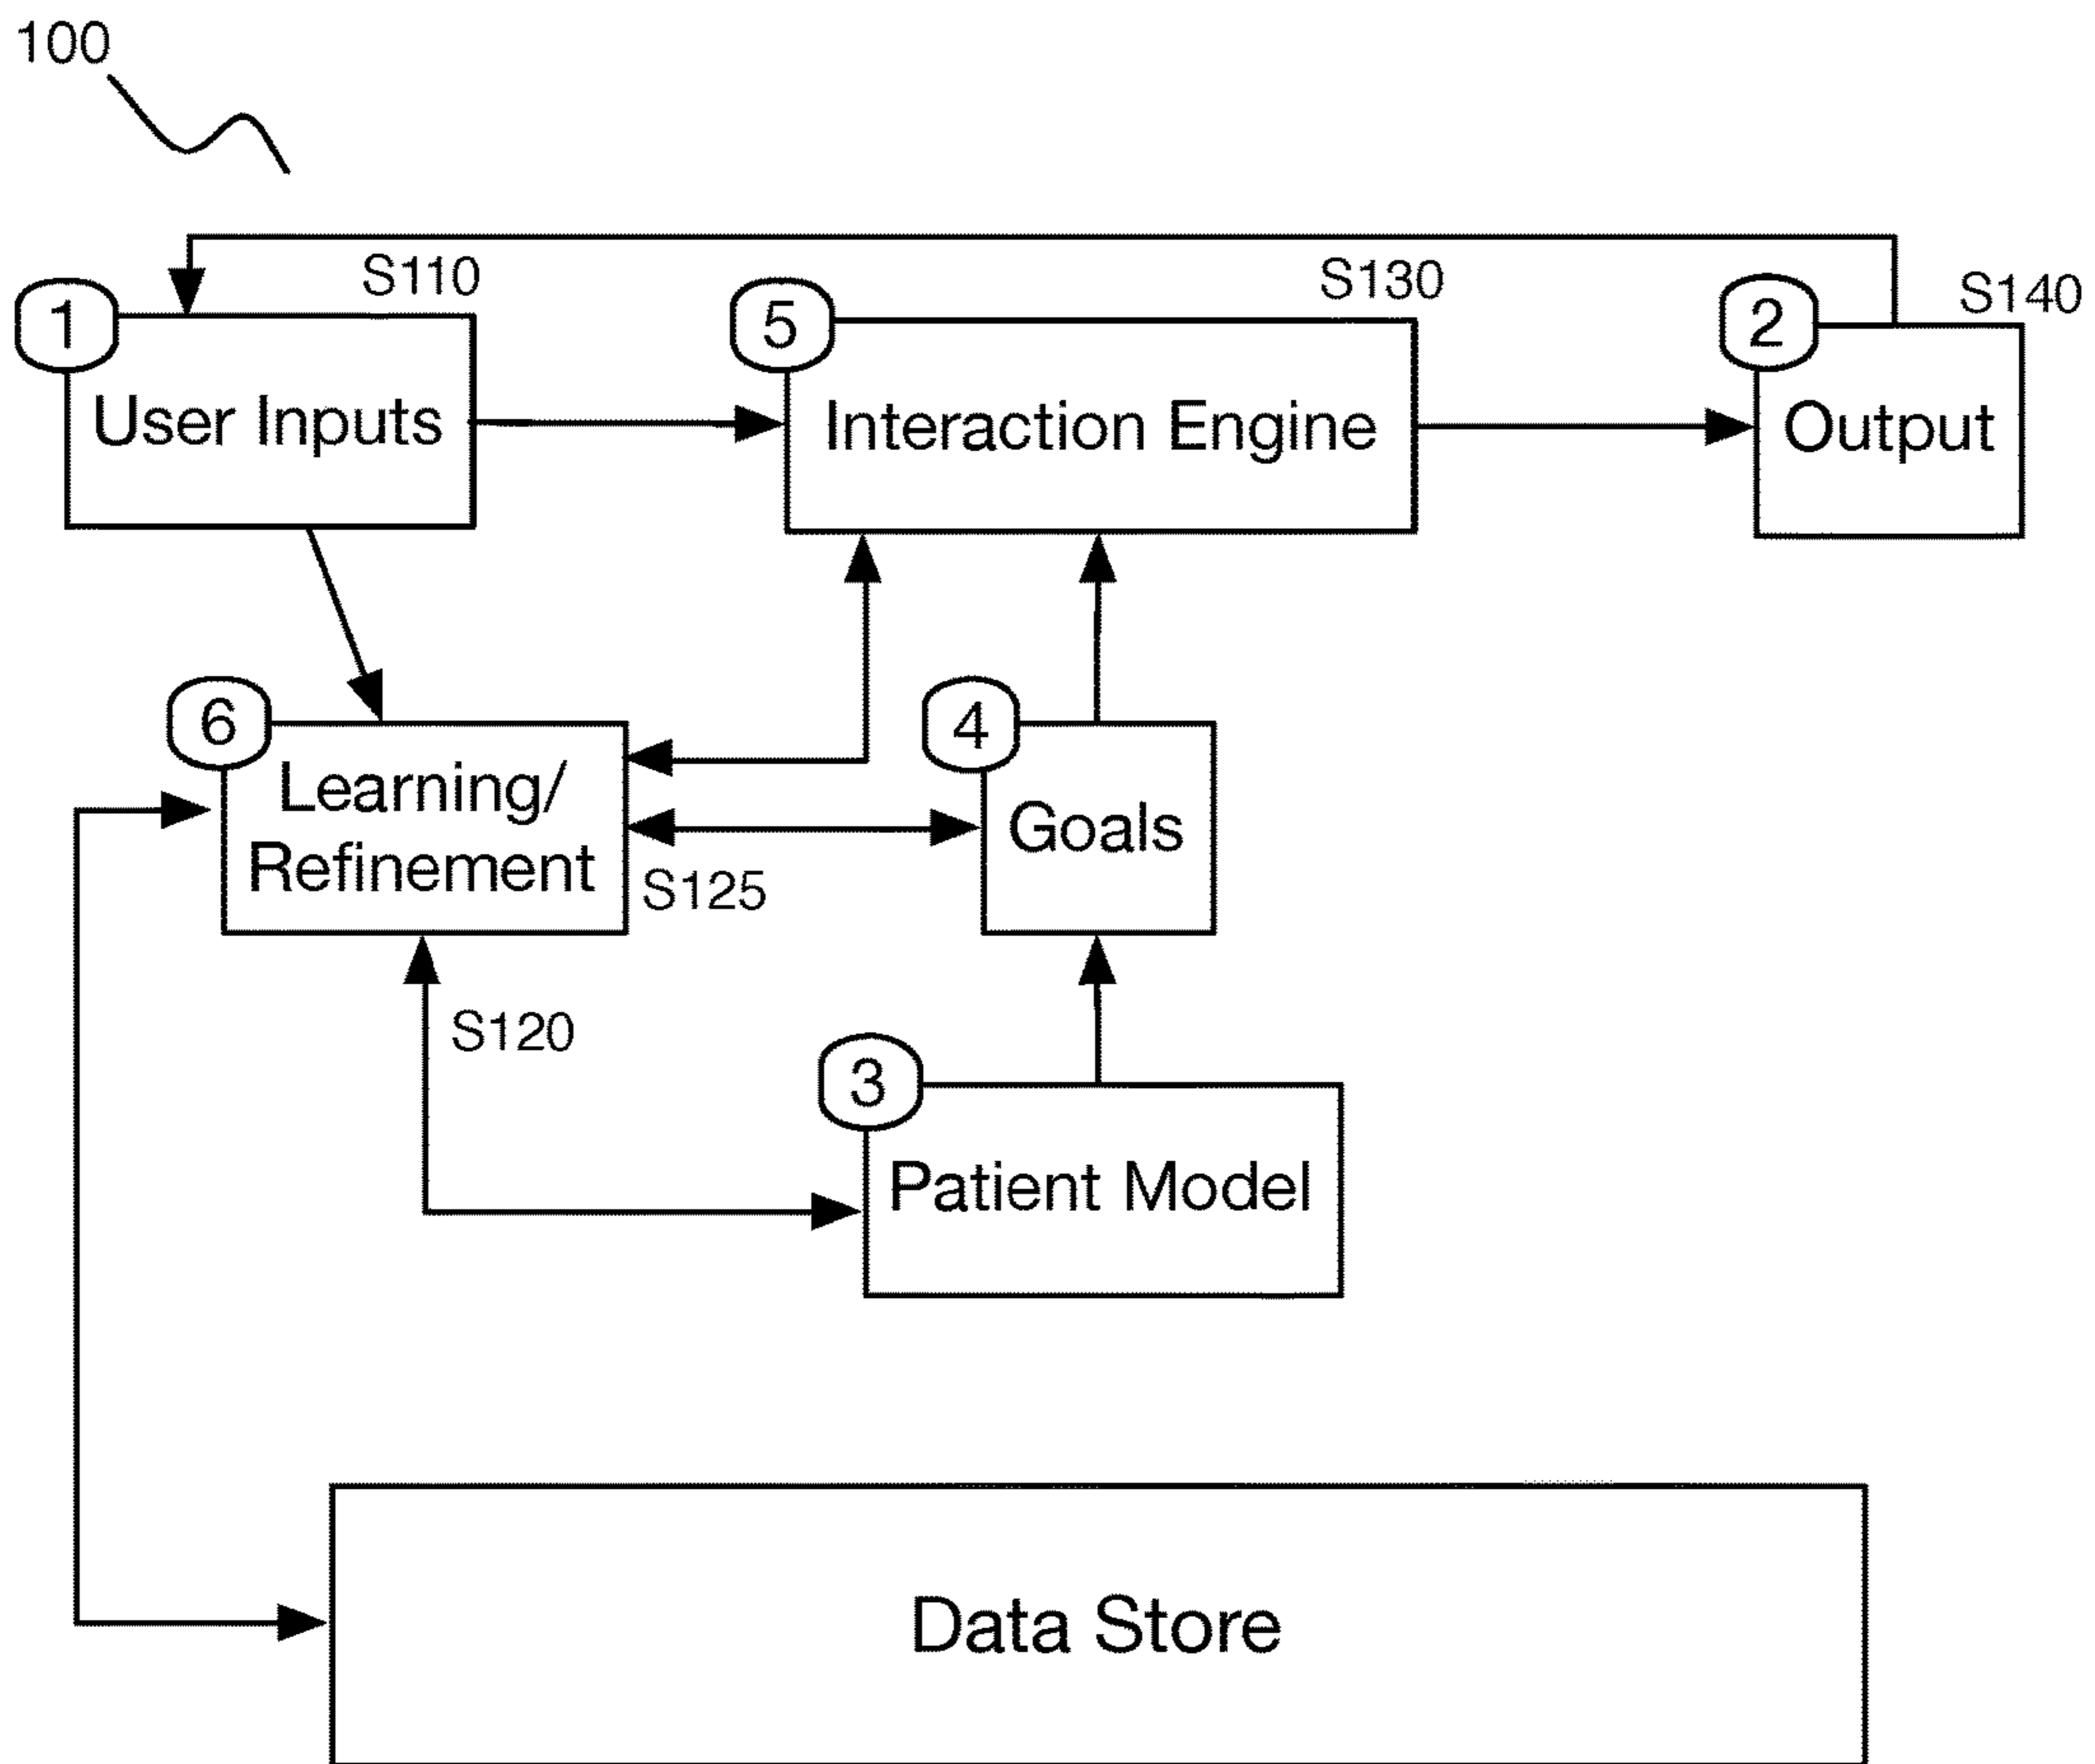 100
S110
S130
S140
1
5
2
User Inputs
Interaction Engine
Output
6
4
Learning/
Refinement
Goals
S125
S120
3
Patient Model
Data Store